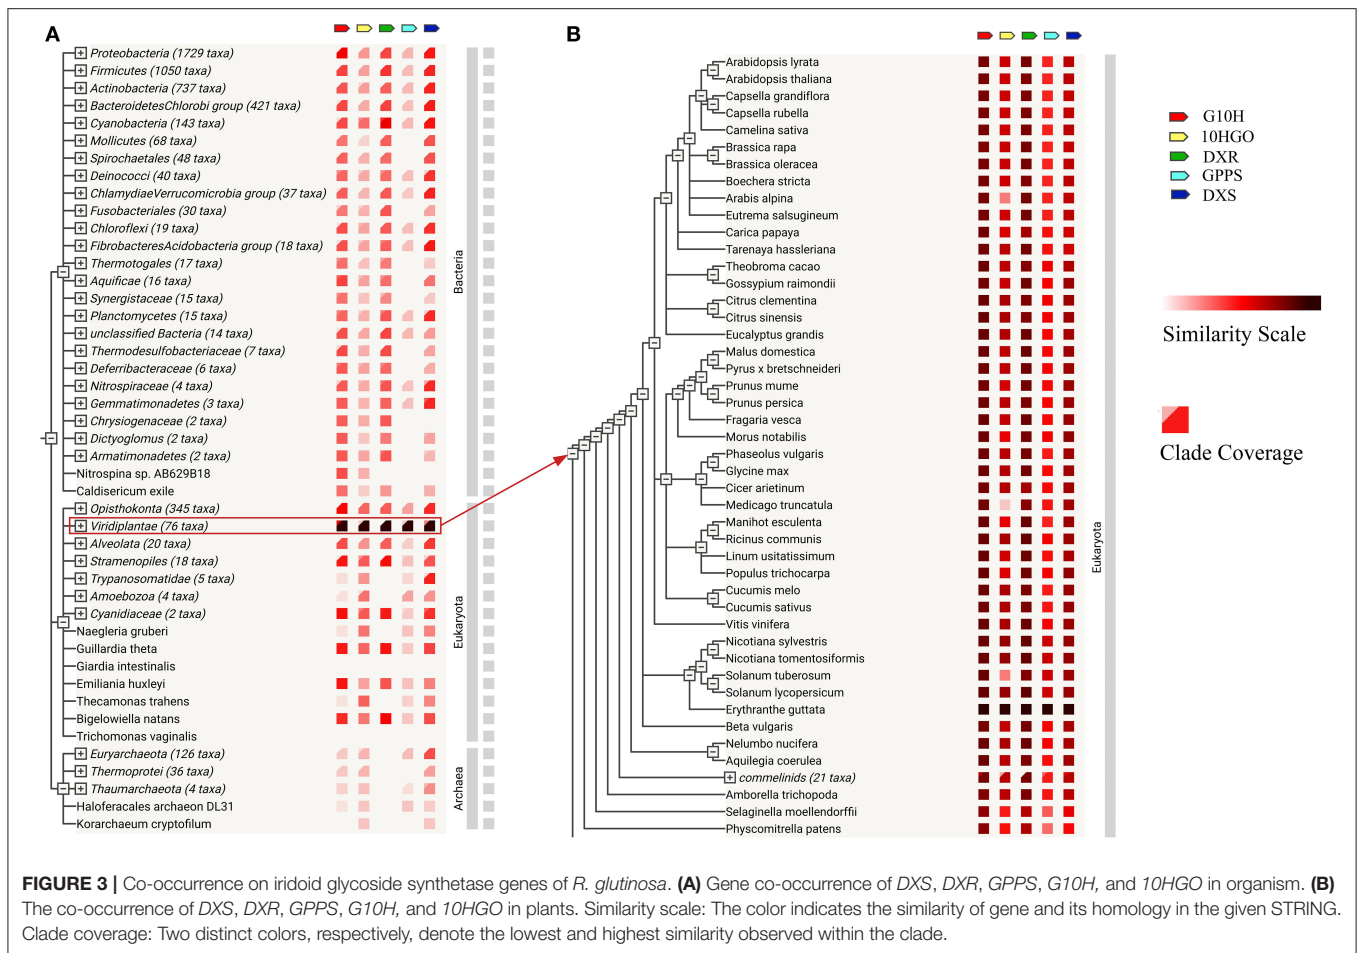 A
Proteobacteria (1729 taxa)
Firmicutes (1050 taxa)
Actinobacteria (737 taxa)
BacteroidetesChlorobi group (421 taxa)
Cyanobacteria (143 taxa)
Mollicutes (68 taxa)
Spirochaetales (48 taxa)
Deinococci (40 taxa)
ChlamydiaeVerrucomicrobia group (37 taxa)
Fusobacteriales (30 taxa)
Chloroflexi (19 taxa)
FibrobacteresAcidobacteria group (18 taxa)
Thermotogales (17 taxa)
Aquificae (16 taxa)
Synergistaceae (15 taxa)
Planctomycetes (15 taxa)
unclassified Bacteria (14 taxa)
Thermodesulfobacteriaceae (7 taxa)
Deferribacteraceae (6 taxa)
Nitrospiraceae (4 taxa)
Gemmatimonadetes (3 taxa)
Chrysiogenaceae (2 taxa)
Dictyoglomus (2 taxa)
Armatimonadetes (2 taxa)
Nitrospina sp. AB629B18
Caldisericum exile
Opisthokonta (345 taxa)
Viridiplantae (76 taxa)
Alveolata (20 taxa)
Stramenopiles (18 taxa)
Trypanosomatidae (5 taxa)
Amoebozoa (4 taxa)
Cyanidiaceae (2 taxa)
Naegleria gruberi
Guillardia theta
Giardia intestinalis
Emiliania huxleyi
Thecamonas trahens
Bigelowiella natans
Trichomonas vaginalis
Euryarchaeota (126 taxa)
Thermoprotei (36 taxa)
Thaumarchaeota (4 taxa)
Haloferacales archaeon DL31
Korarchaeum cryptofilum
Bacteria
Eukaryota
Archaea
B
Arabidopsis lyrata
Arabidopsis thaliana
Capsella grandiflora
Capsella rubella
Camelina sativa
Brassica rapa
Brassica oleracea
Boechera stricta
Arabis alpina
Eutrema salsugineum
Carica papaya
Tarenaya hassleriana
Theobroma cacao
Gossypium raimondii
Citrus clementina
Citrus sinensis
Eucalyptus grandis
Malus domestica
Pyrus x bretschneideri
Prunus mume
Prunus persica
Fragaria vesca
Morus notabilis
Phaseolus vulgaris
Glycine max
Cicer arietinum
Medicago truncatula
Manihot esculenta
Ricinus communis
Linum usitatissimum
Populus trichocarpa
Cucumis melo
Cucumis sativus
Vitis vinifera
Nicotiana sylvestris
Nicotiana tomentosiformis
Solanum tuberosum
Solanum lycopersicum
Erythranthe guttata
Beta vulgaris
Nelumbo nucifera
Aquilegia coerulea
commelinids (21 taxa)
Amborella trichopoda
Selaginella moellendorffii
Physcomitrella patens
Eukaryota
G10H
10HGO
DXR
GPPS
DXS
Similarity Scale
Clade Coverage
FIGURE 3 | Co-occurrence on iridoid glycoside synthetase genes of R. glutinosa. (A) Gene co-occurrence of DXS, DXR, GPPS, G10H, and 10HGO in organism. (B)
The co-occurrence of DXS, DXR, GPPS, G10H, and 10HGO in plants. Similarity scale: The color indicates the similarity of gene and its homology in the given STRING.
Clade coverage: Two distinct colors, respectively, denote the lowest and highest similarity observed within the clade.